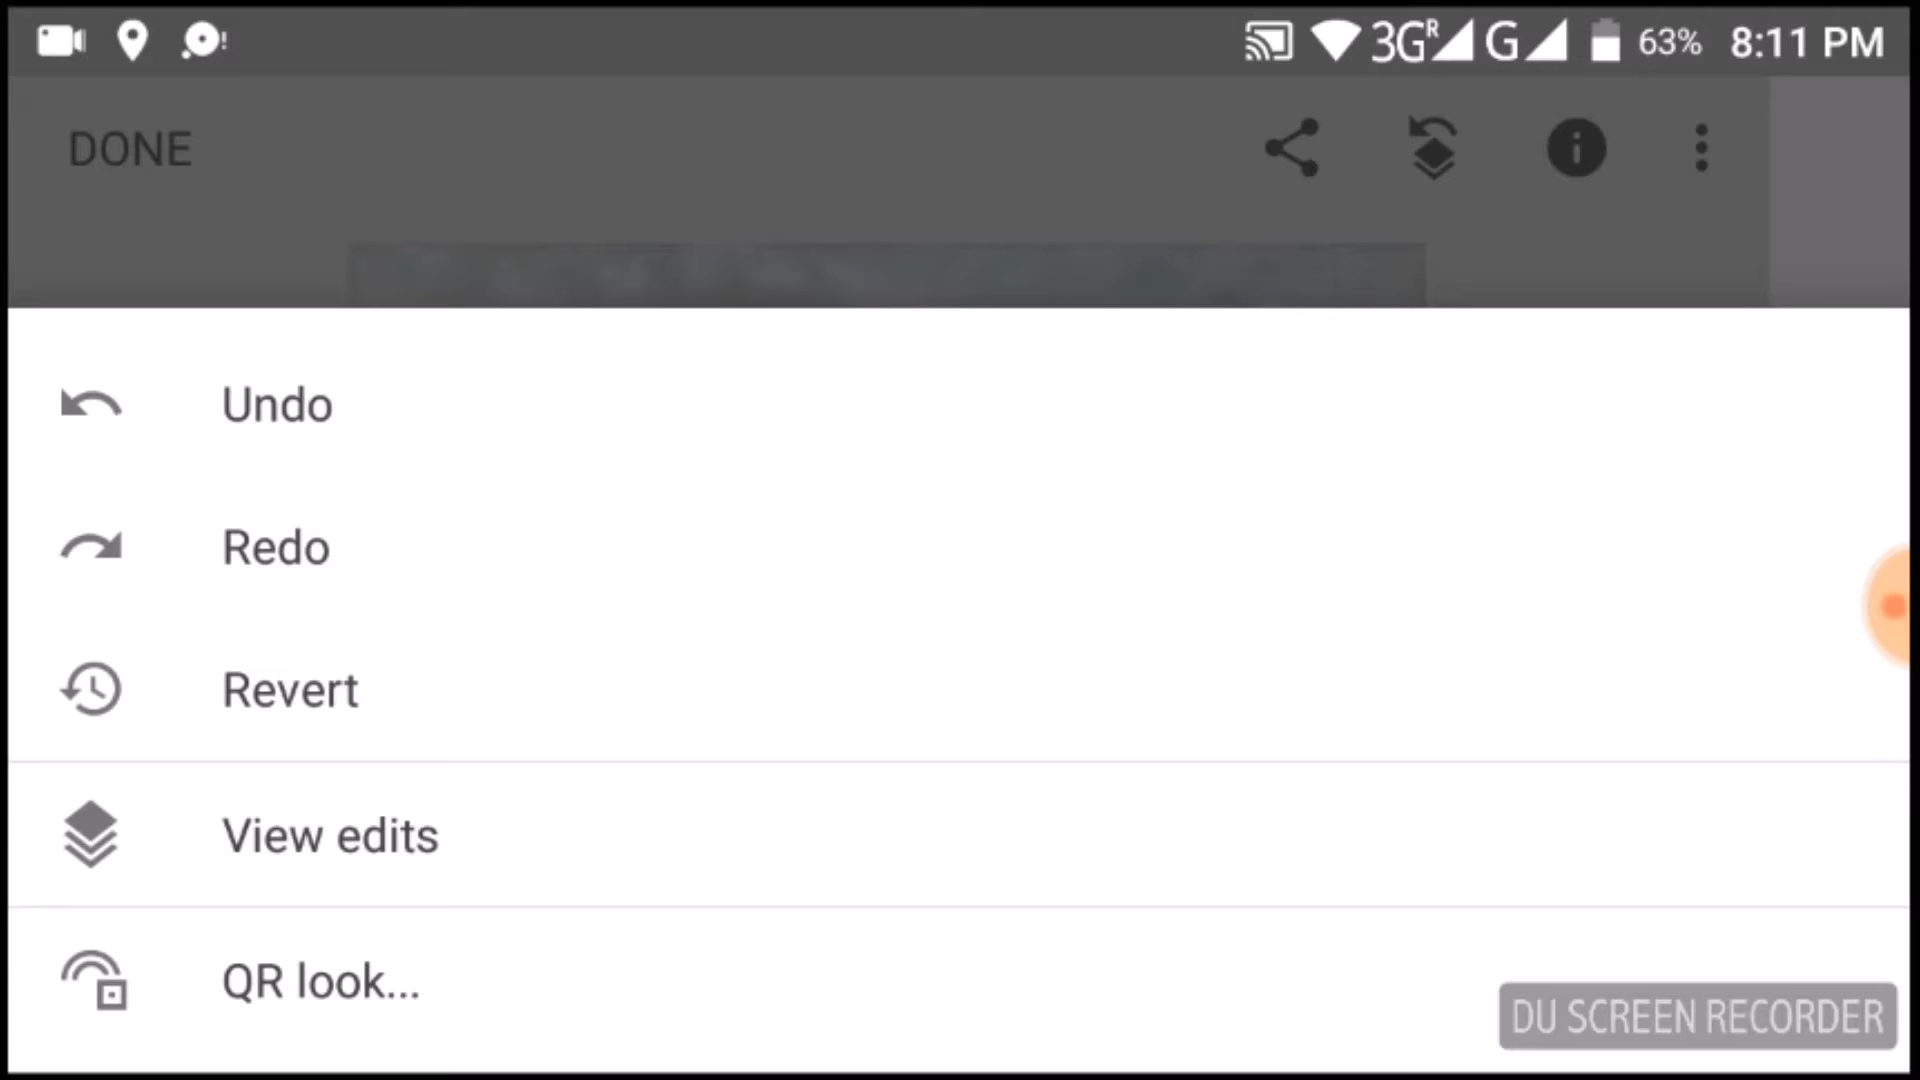 3G R G 63% 8:11 PM
DONE
Undo
Redo
Revert
View edits
QR look...
DU SCREEN RECORDER